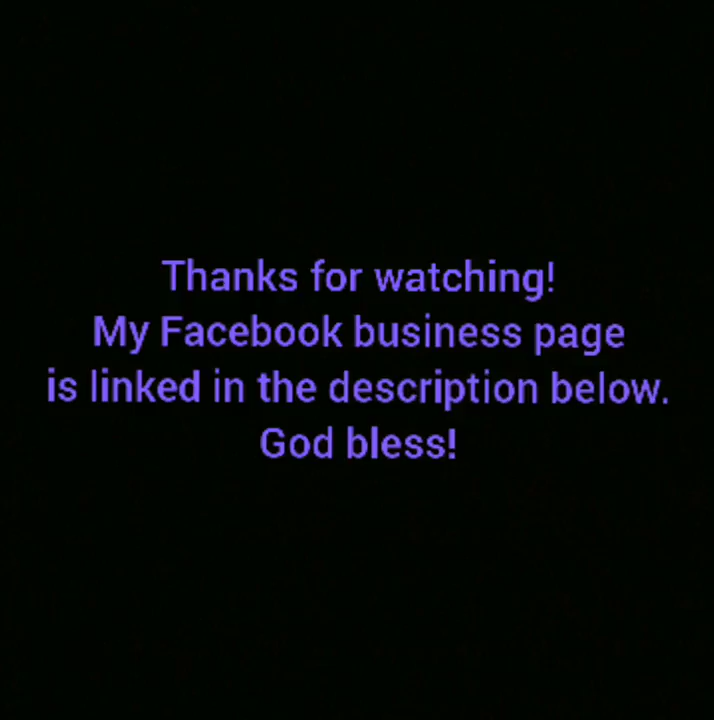 Thanks for watching!
My Facebook business page
is linked in the description below.
God bless!